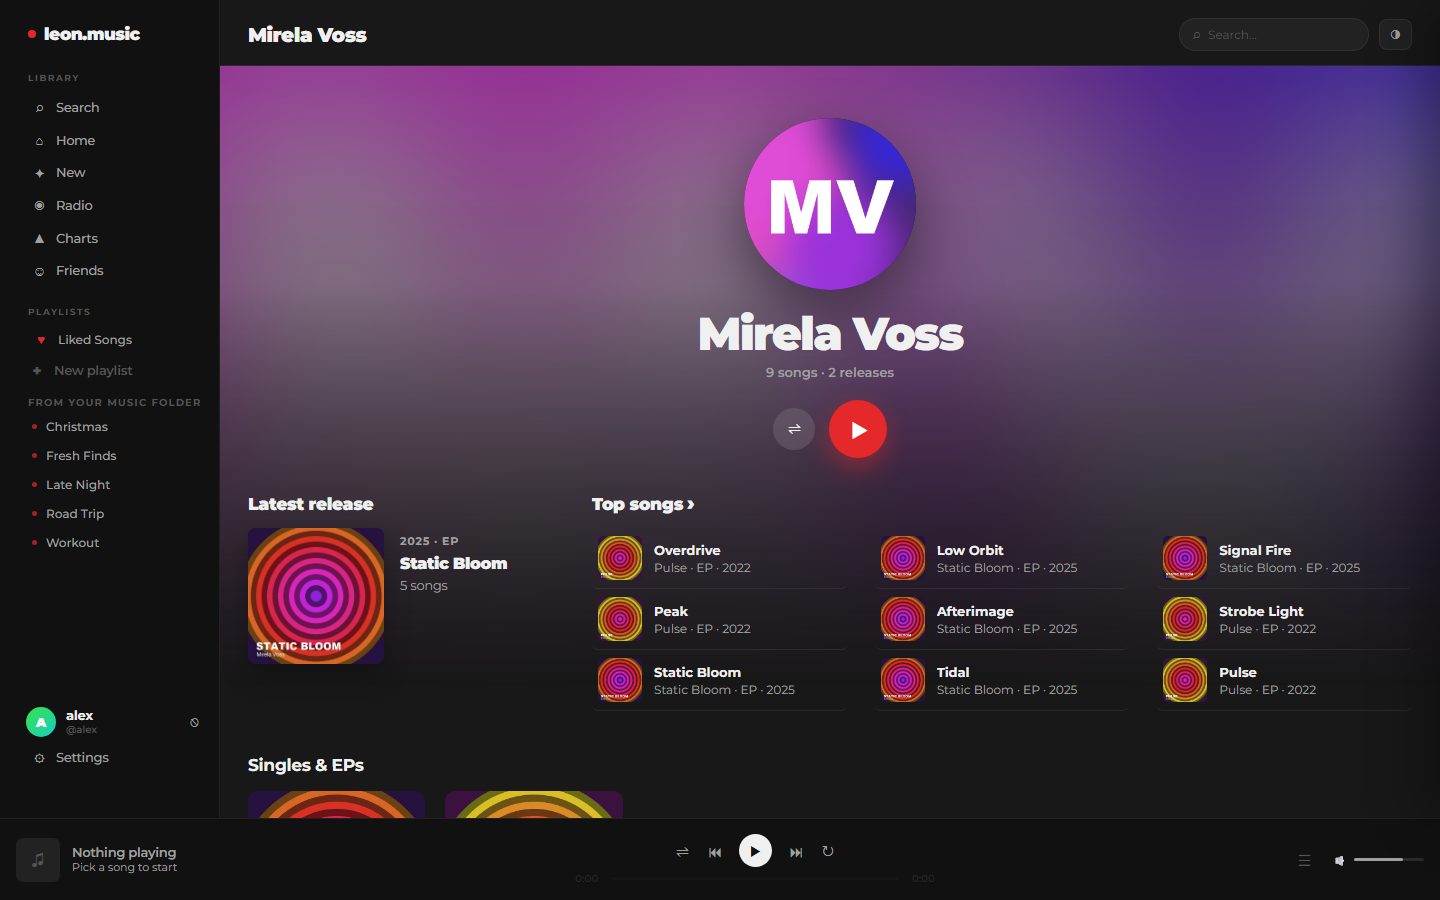 leon.music
Mirela Voss
Search...
LIBRARY
Search
Home
New
Radio
Charts
Friends
PLAYLISTS
Liked Songs
New playlist
FROM YOUR MUSIC FOLDER
Christmas
Fresh Finds
Late Night
Road Trip
Workout
A
alex
@alex
Settings
MV
Mirela Voss
9 songs · 2 releases
Latest release
STATIC BLOOM
Mirela Voss
2025 · EP
Static Bloom
5 songs
Top songs ›
Overdrive
Pulse · EP · 2022
Low Orbit
Static Bloom · EP · 2025
Signal Fire
Static Bloom · EP · 2025
Peak
Pulse · EP · 2022
Afterimage
Static Bloom · EP · 2025
Strobe Light
Pulse · EP · 2022
Static Bloom
Static Bloom · EP · 2025
Tidal
Static Bloom · EP · 2025
Pulse
Pulse · EP · 2022
Singles & EPs
Nothing playing
Pick a song to start
0:00
0:00